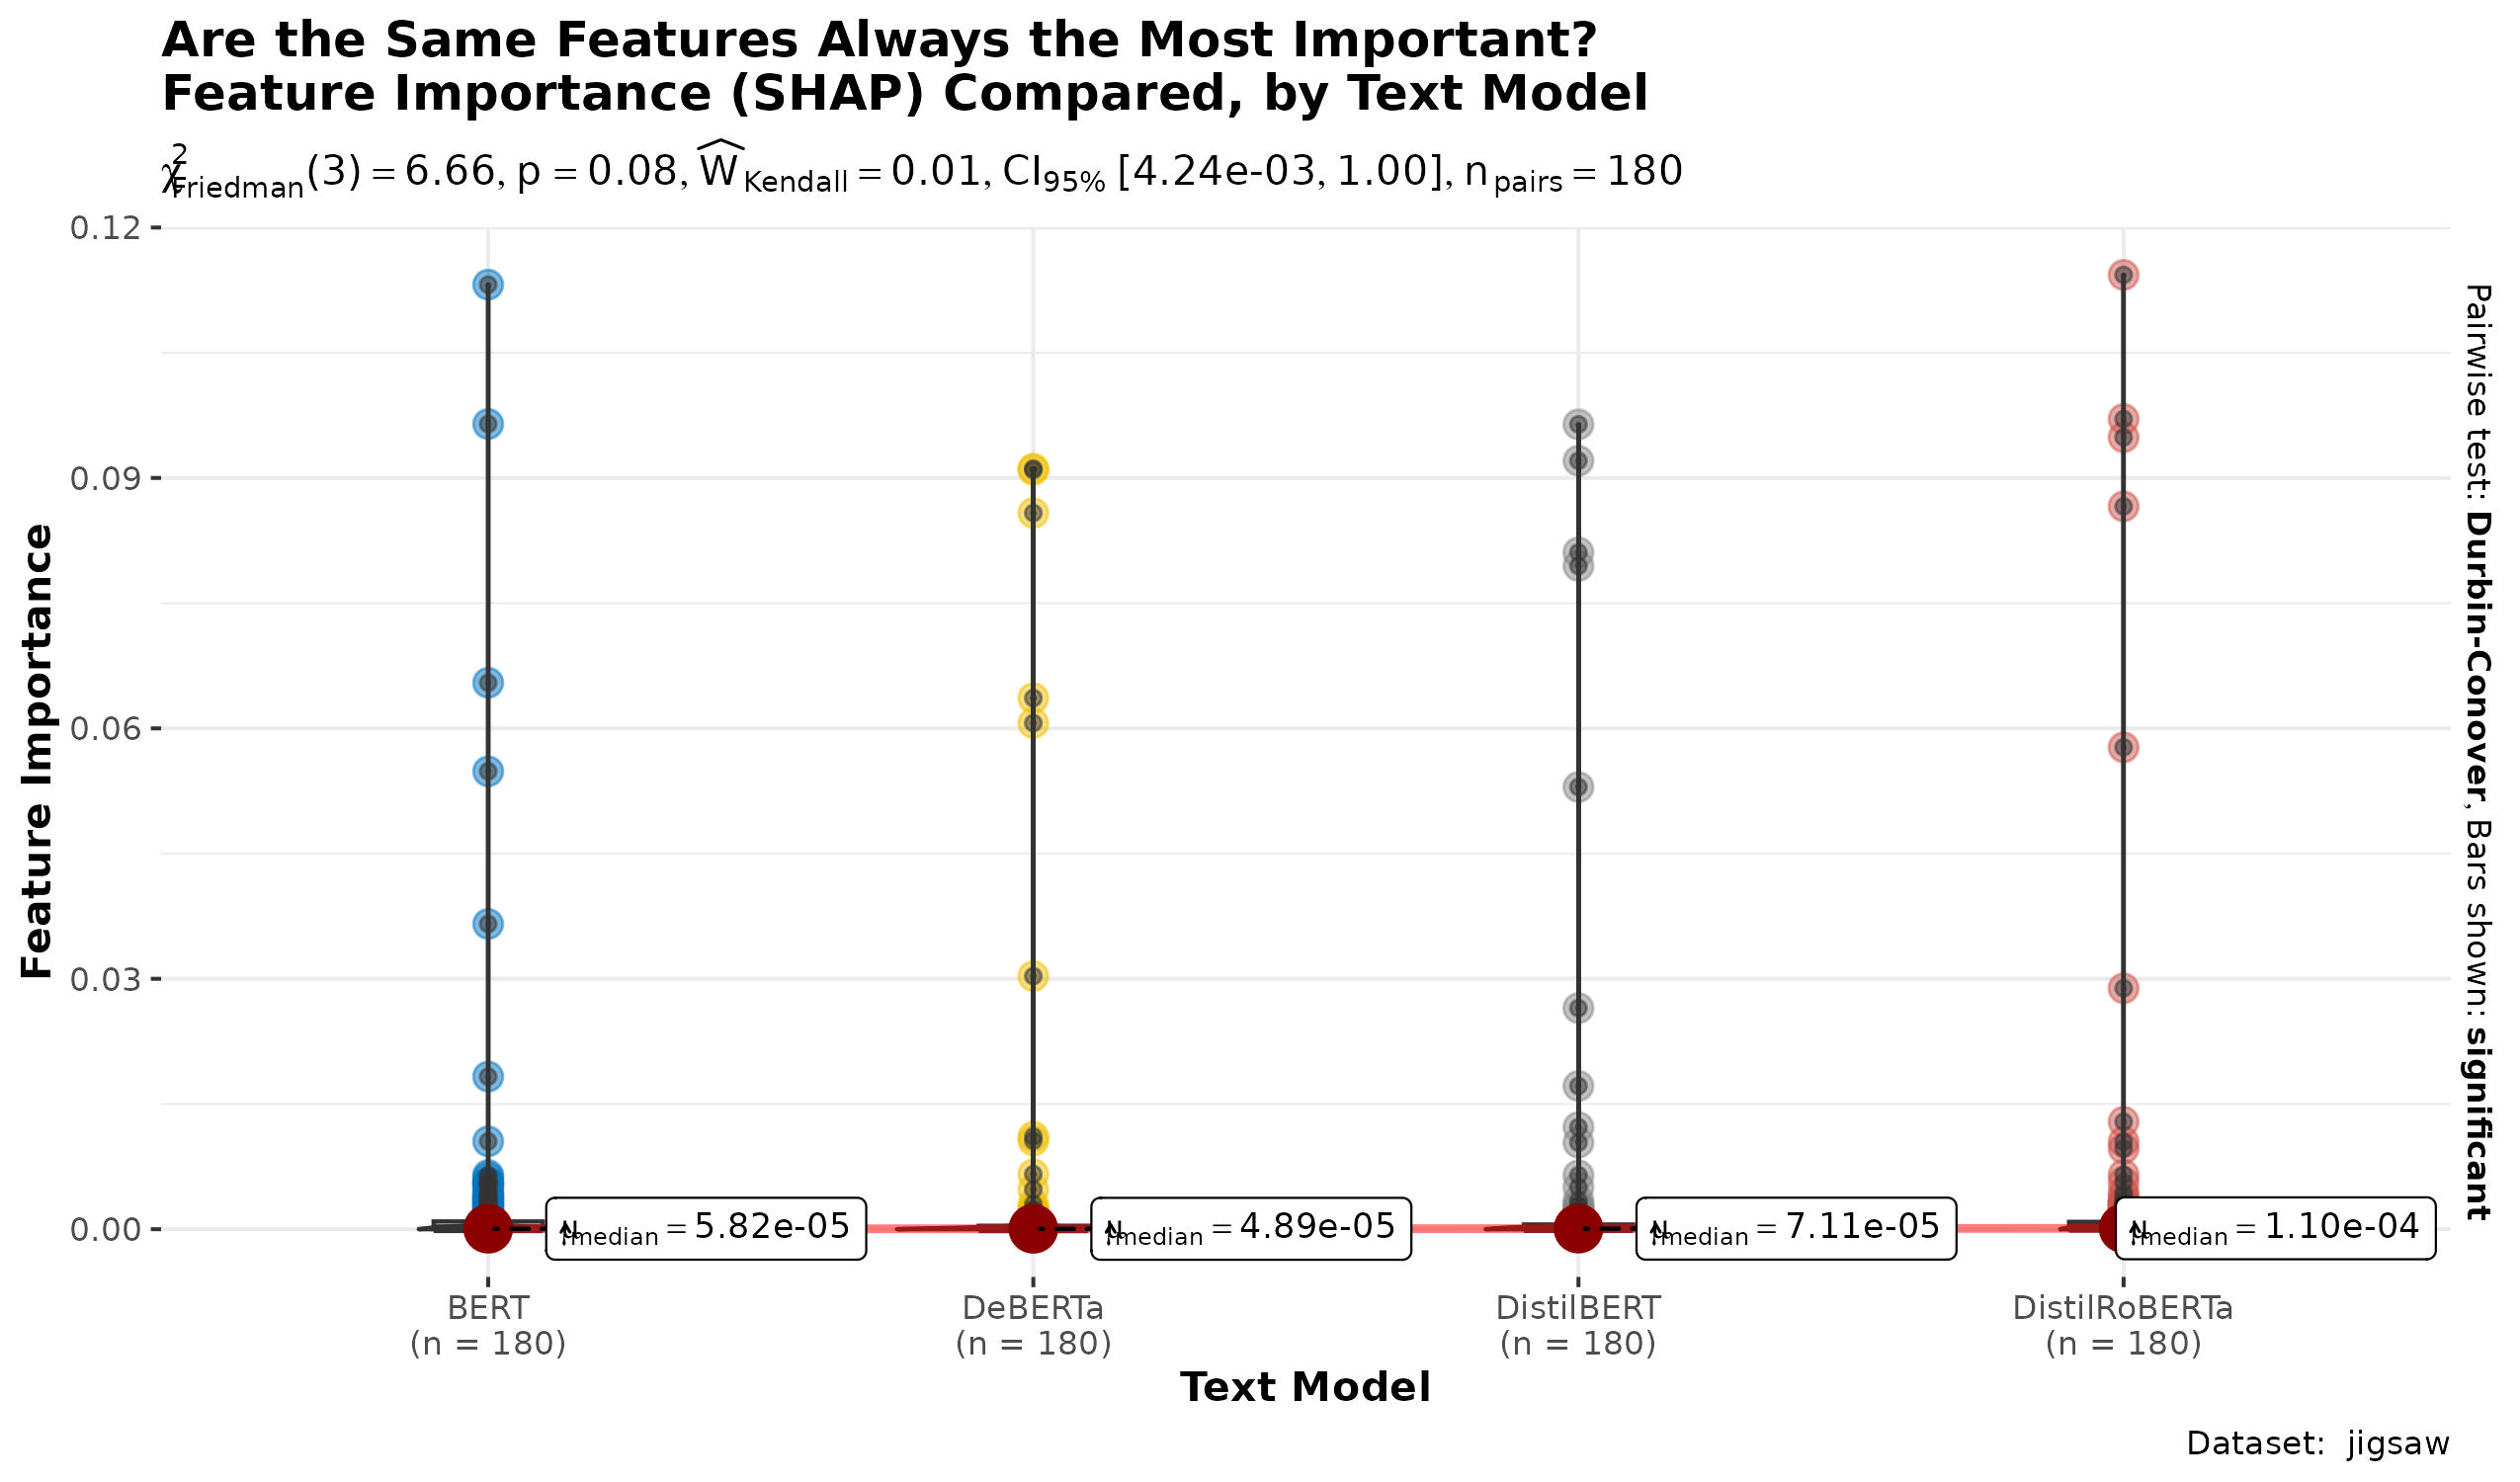 Are the Same Features Always the Most Important?
Feature Importance (SHAP) Compared, by Text Model
χ²Friedman(3) = 6.66, p = 0.08, ŴKendall = 0.01, CI95% [4.24e-03, 1.00], npairs = 180
Feature Importance
0.12
0.09
0.06
0.03
0.00
μ̂median = 5.82e-05
μ̂median = 4.89e-05
μ̂median = 7.11e-05
μ̂median = 1.10e-04
BERT
(n = 180)
DeBERTa
(n = 180)
DistilBERT
(n = 180)
DistilRoBERTa
(n = 180)
Text Model
Pairwise test: Durbin-Conover, Bars shown: significant
Dataset: jigsaw